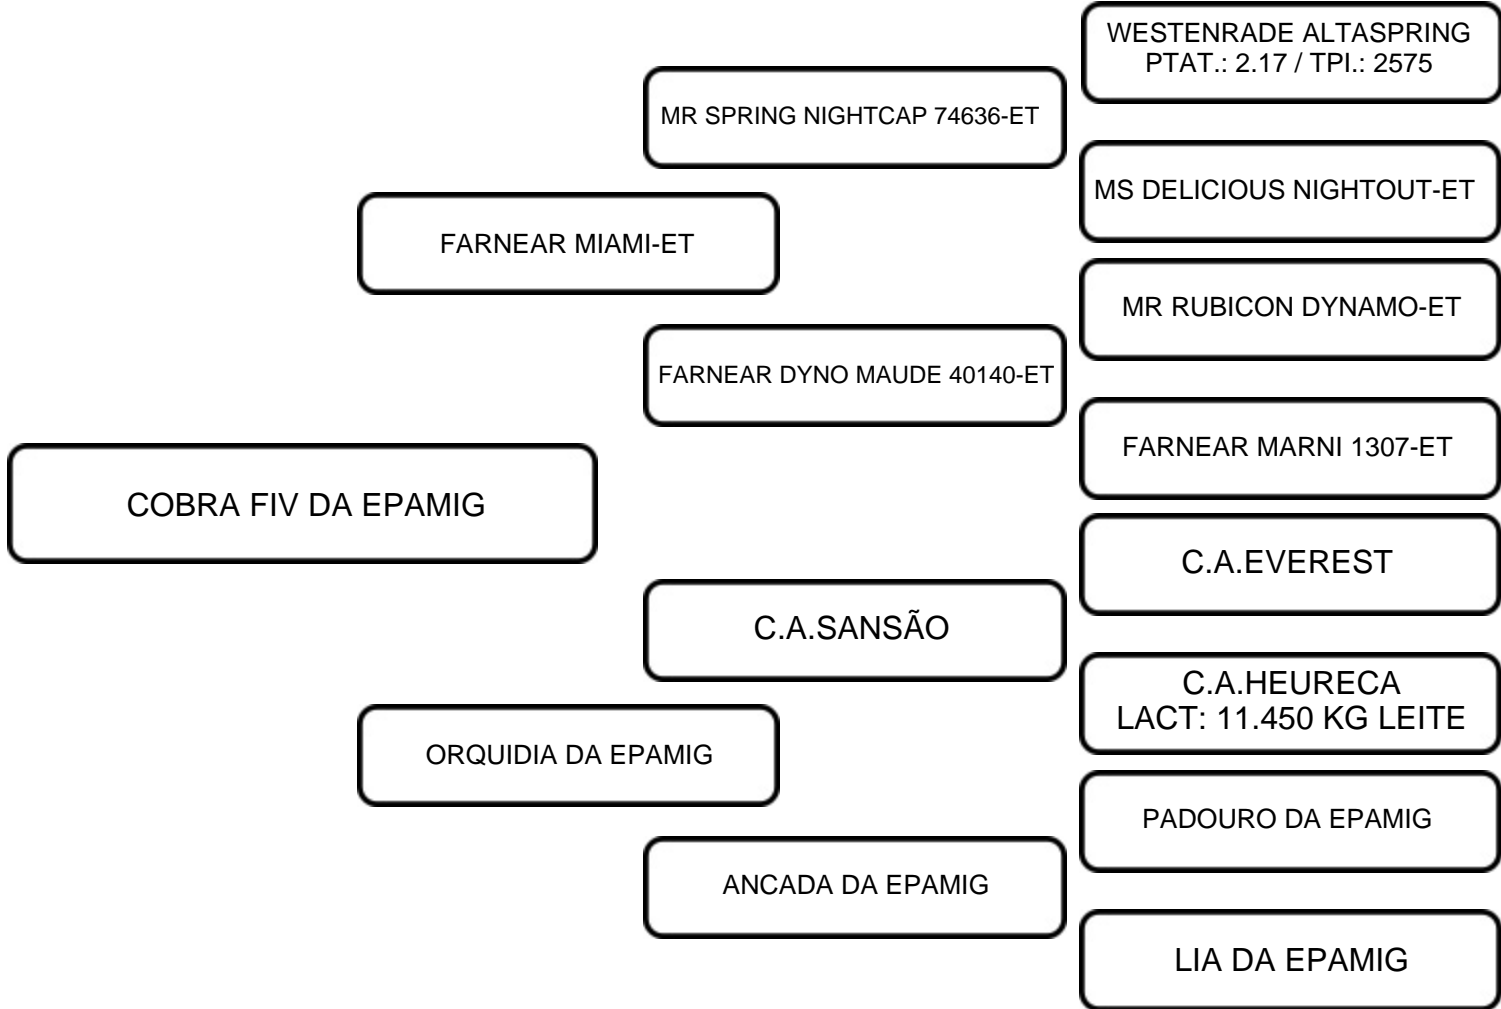 WESTENRADE ALTASPRING
PTAT.: 2.17 / TPI.: 2575
MR SPRING NIGHTCAP 74636-ET
MS DELICIOUS NIGHTOUT-ET
FARNEAR MIAMI-ET
MR RUBICON DYNAMO-ET
FARNEAR DYNO MAUDE 40140-ET
FARNEAR MARNI 1307-ET
COBRA FIV DA EPAMIG
C.A.EVEREST
C.A.SANSÃO
C.A.HEURECA
LACT: 11.450 KG LEITE
ORQUIDIA DA EPAMIG
PADOURO DA EPAMIG
ANCADA DA EPAMIG
LIA DA EPAMIG